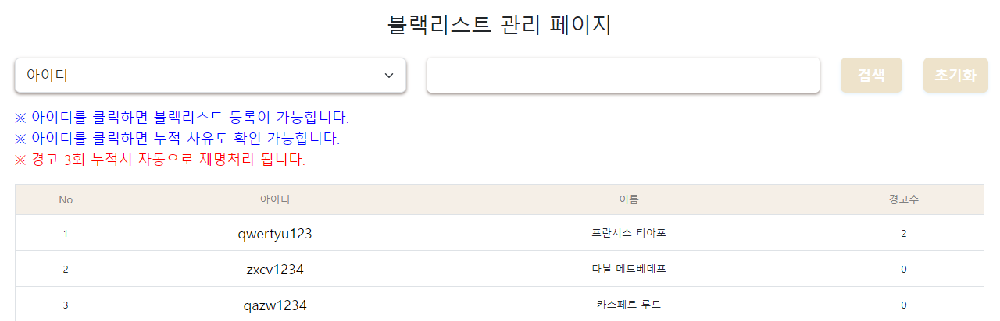 블랙리스트 관리 페이지
아이디 검색 초기화
※ 아이디를 클릭하면 블랙리스트 등록이 가능합니다.
※ 아이디를 클릭하면 누적 사유도 확인 가능합니다.
※ 경고 3회 누적시 자동으로 제명처리 됩니다.
No 아이디 이름 경고수
1 qwertyu123 프란시스 티아포 2
2 zxcv1234 다닐 메드베데프 0
3 qazw1234 카스페르 루드 0